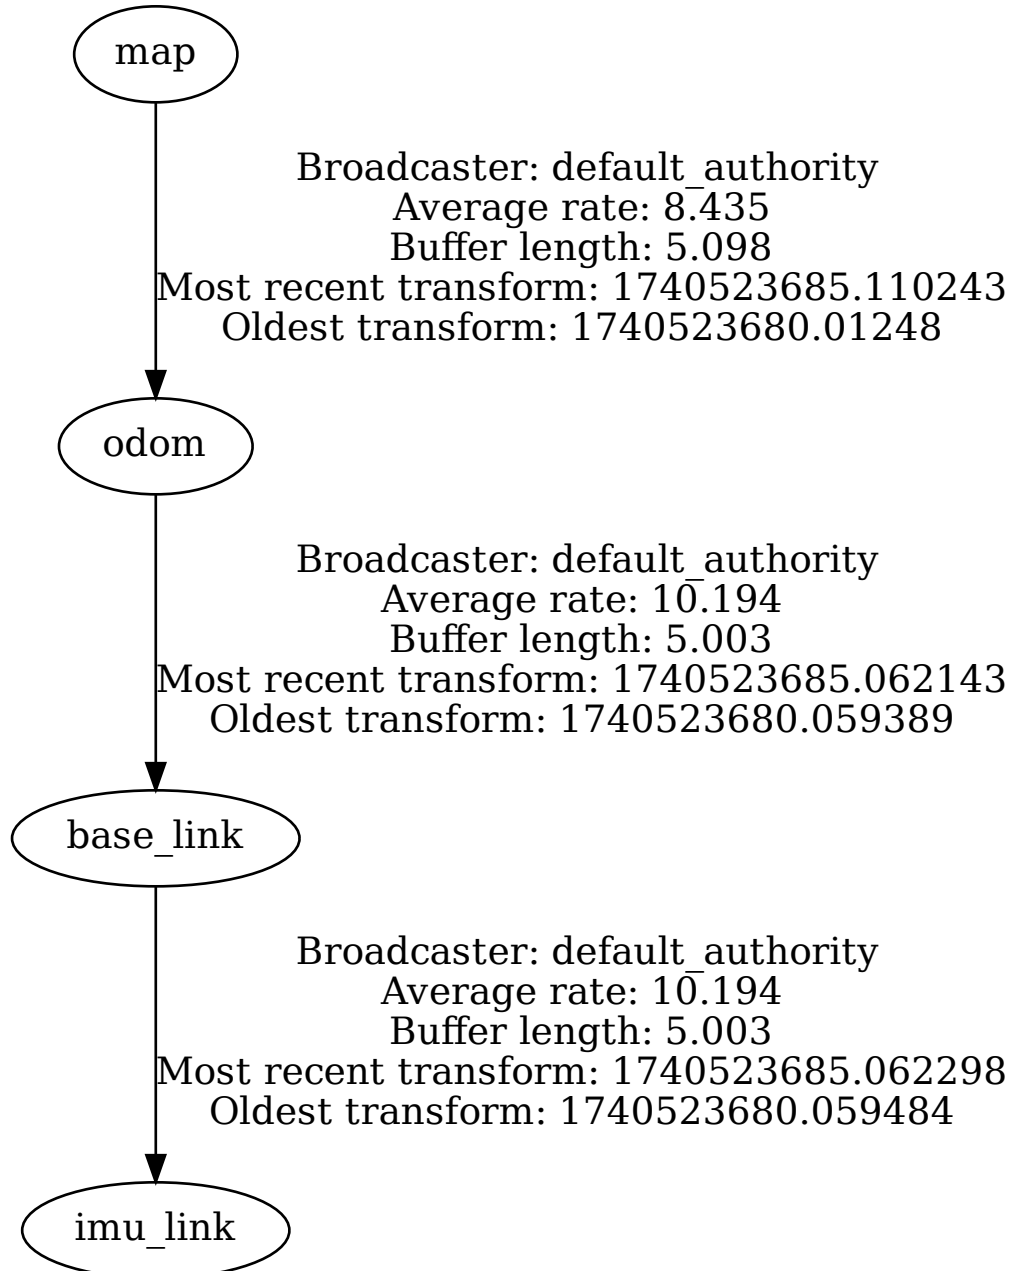 map
Broadcaster: default_authority
Average rate: 8.435
Buffer length: 5.098
Most recent transform: 1740523685.110243
Oldest transform: 1740523680.01248
odom
Broadcaster: default_authority
Average rate: 10.194
Buffer length: 5.003
Most recent transform: 1740523685.062143
Oldest transform: 1740523680.059389
base_link
Broadcaster: default_authority
Average rate: 10.194
Buffer length: 5.003
Most recent transform: 1740523685.062298
Oldest transform: 1740523680.059484
imu_link